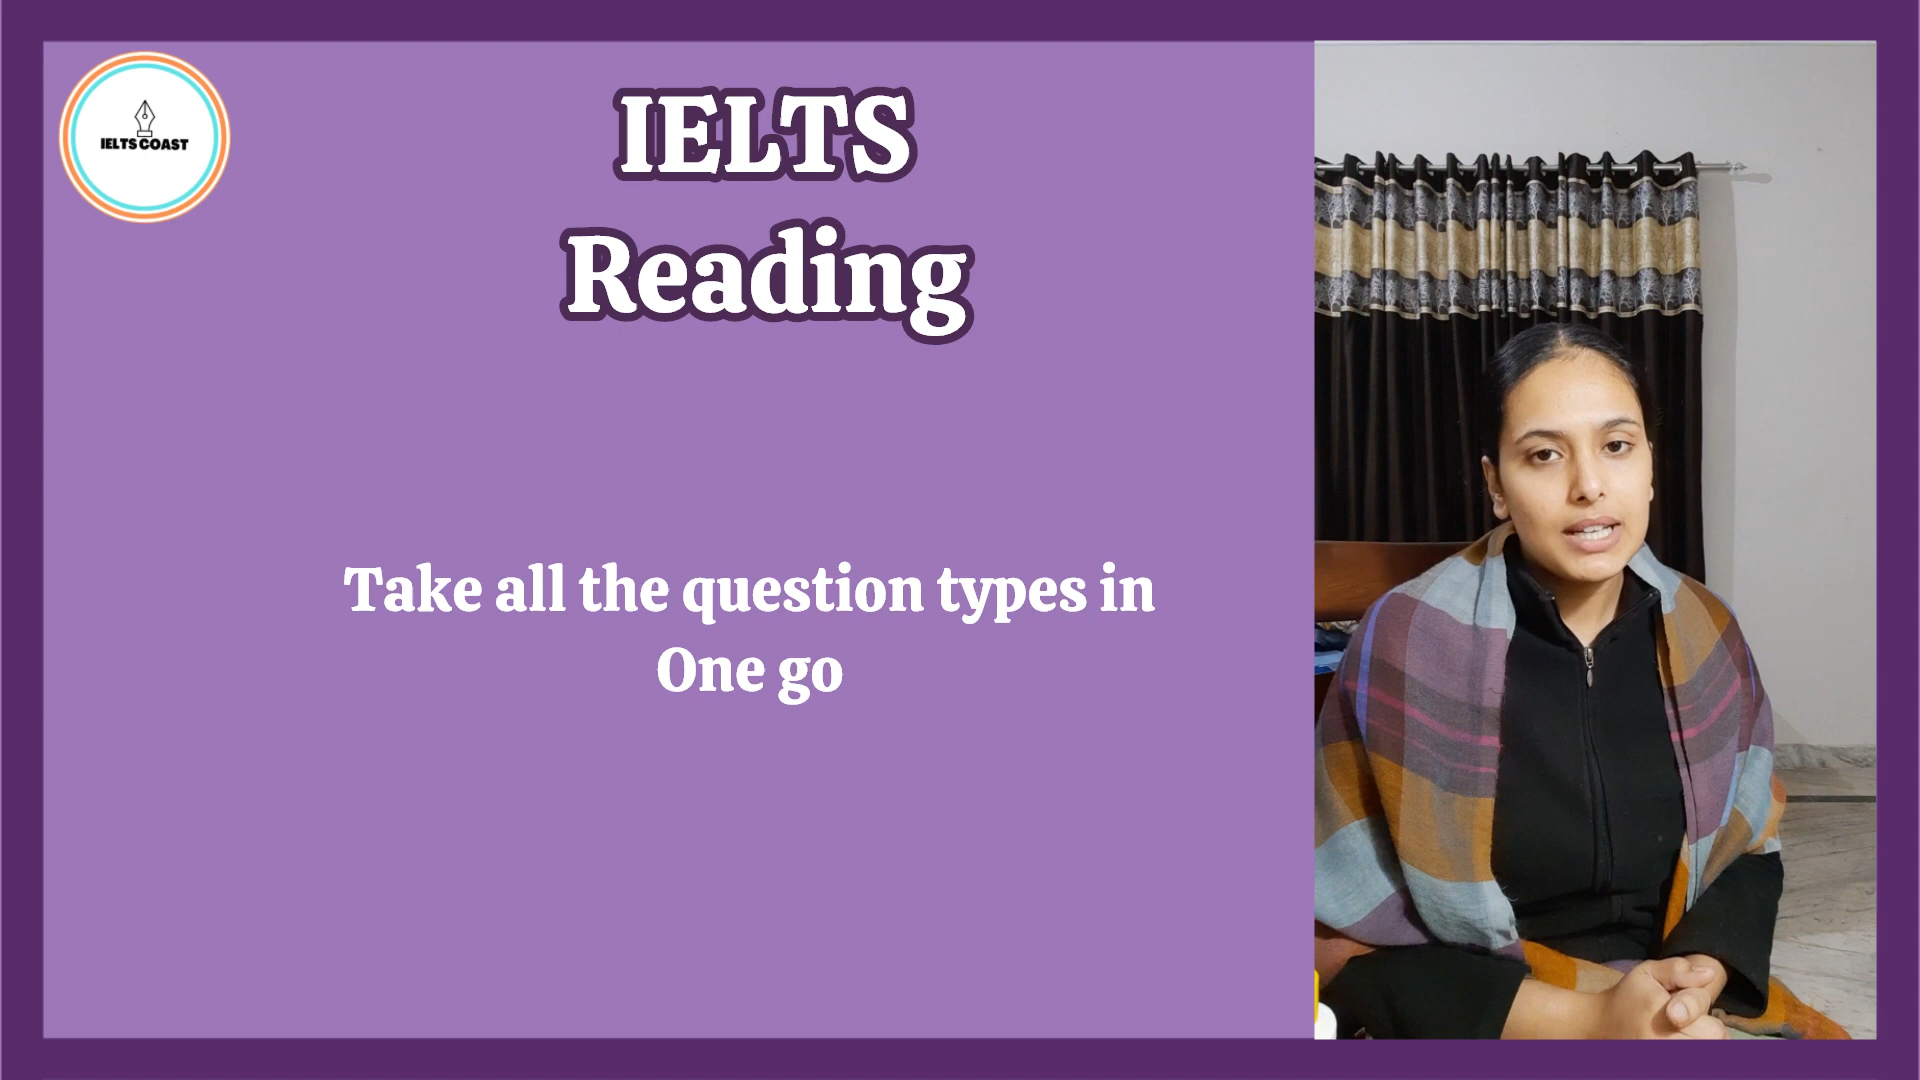 IELTS COAST
IELTS
Reading
Take all the question types in
One go